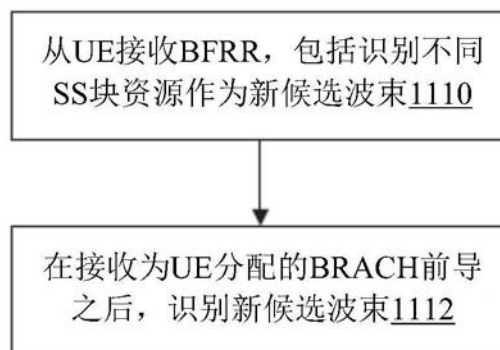 从UE接收BFRR，包括识别不同
SS块资源作为新候选波束1110
在接收为UE分配的BRACH前导
之后，识别新候选波束1112